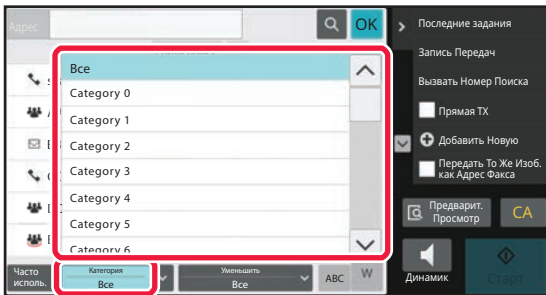 Адрес
OK
Все
Category 0
Category 1
Category 2
Category 3
Category 4
Category 5
Category 6
Часто
исполь.
Категория
Все
Уменьшить
Все
ABC
W
Последние задания
Запись Передач
Вызвать Номер Поиска
Прямая TX
Добавить Новую
Передать То Же Изоб.
как Адрес Факса
Предварит.
Просмотр
CA
Динамик
Старт